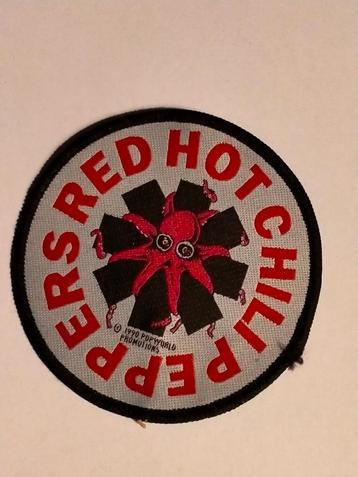 RED HOT CHILI PEPPERS
© 1990 POPWORLD
PROMOTIONS